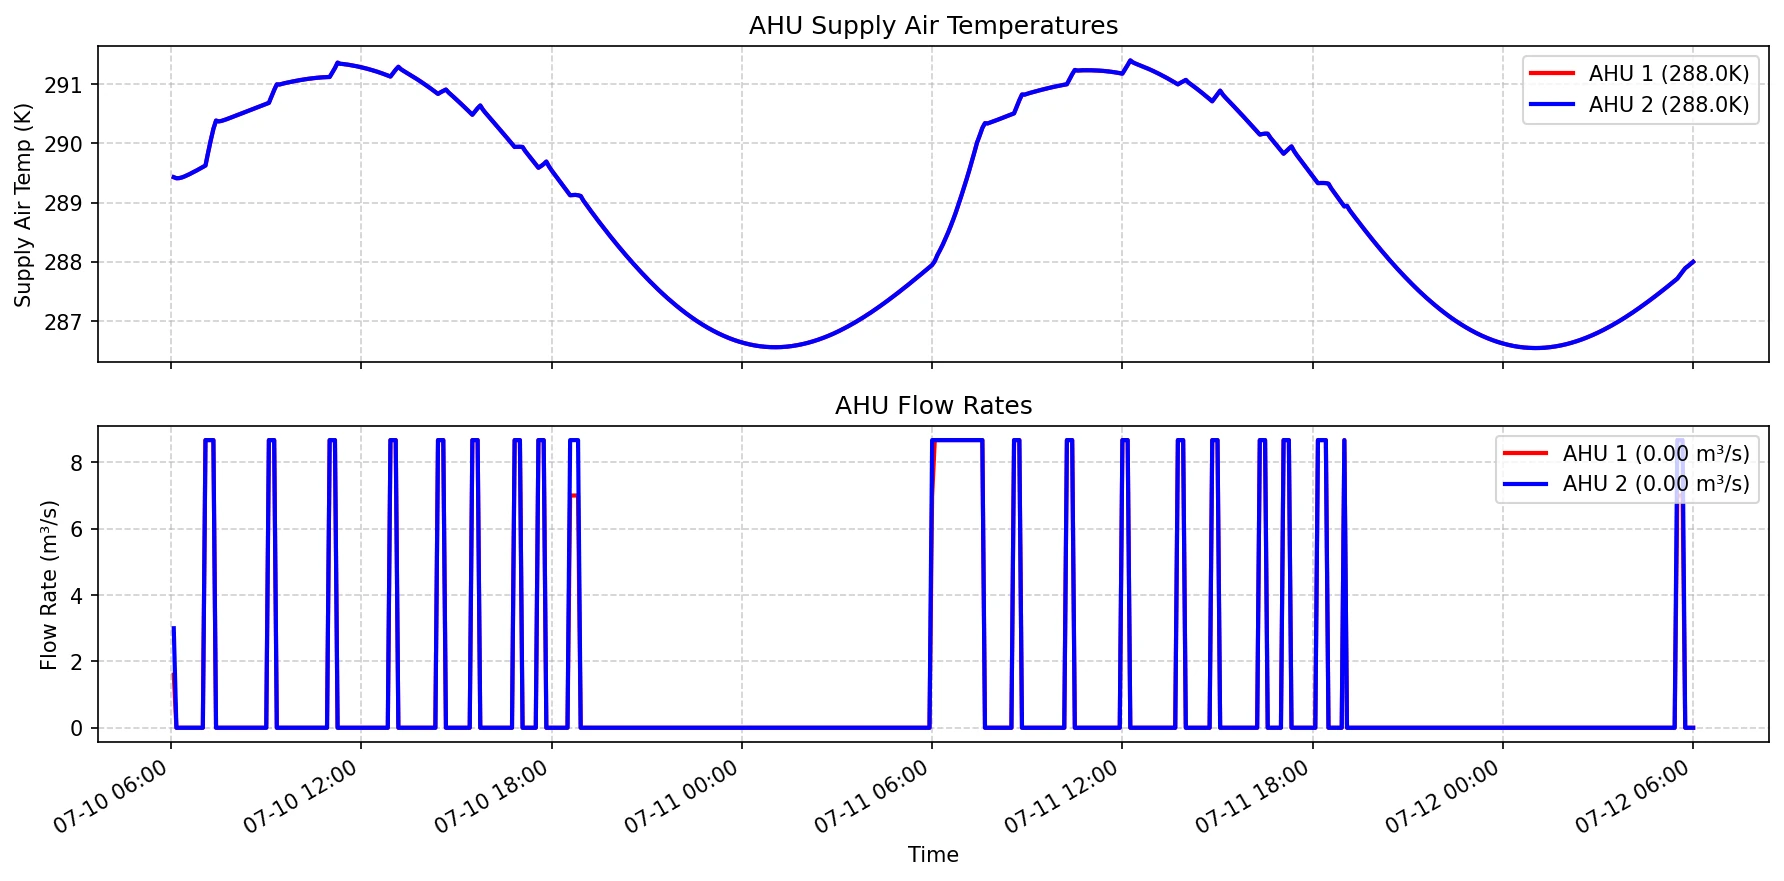 AHU Supply Air Temperatures
Supply Air Temp (K)
291
290
289
288
287
AHU 1 (288.0K)
AHU 2 (288.0K)
AHU Flow Rates
Flow Rate (m³/s)
8
6
4
2
0
AHU 1 (0.00 m³/s)
AHU 2 (0.00 m³/s)
07-10 06:00
07-10 12:00
07-10 18:00
07-11 00:00
07-11 06:00
07-11 12:00
07-11 18:00
07-12 00:00
07-12 06:00
Time